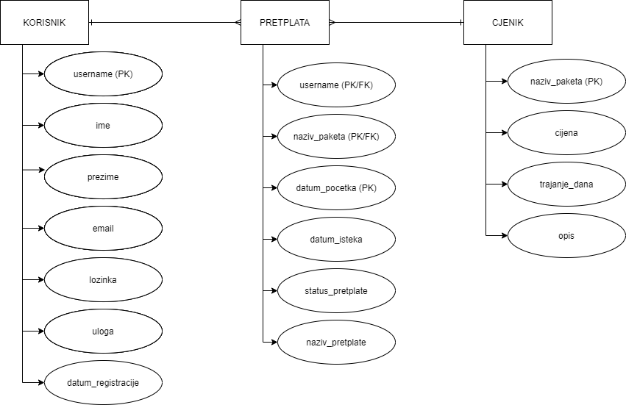 KORISNIK
username (PK)
ime
prezime
email
lozinka
uloga
datum_registracije
PRETPLATA
username (PK/FK)
naziv_paketa (PK/FK)
datum_pocetka (PK)
datum_isteka
status_pretplate
naziv_pretplate
CJENIK
naziv_paketa (PK)
cijena
trajanje_dana
opis